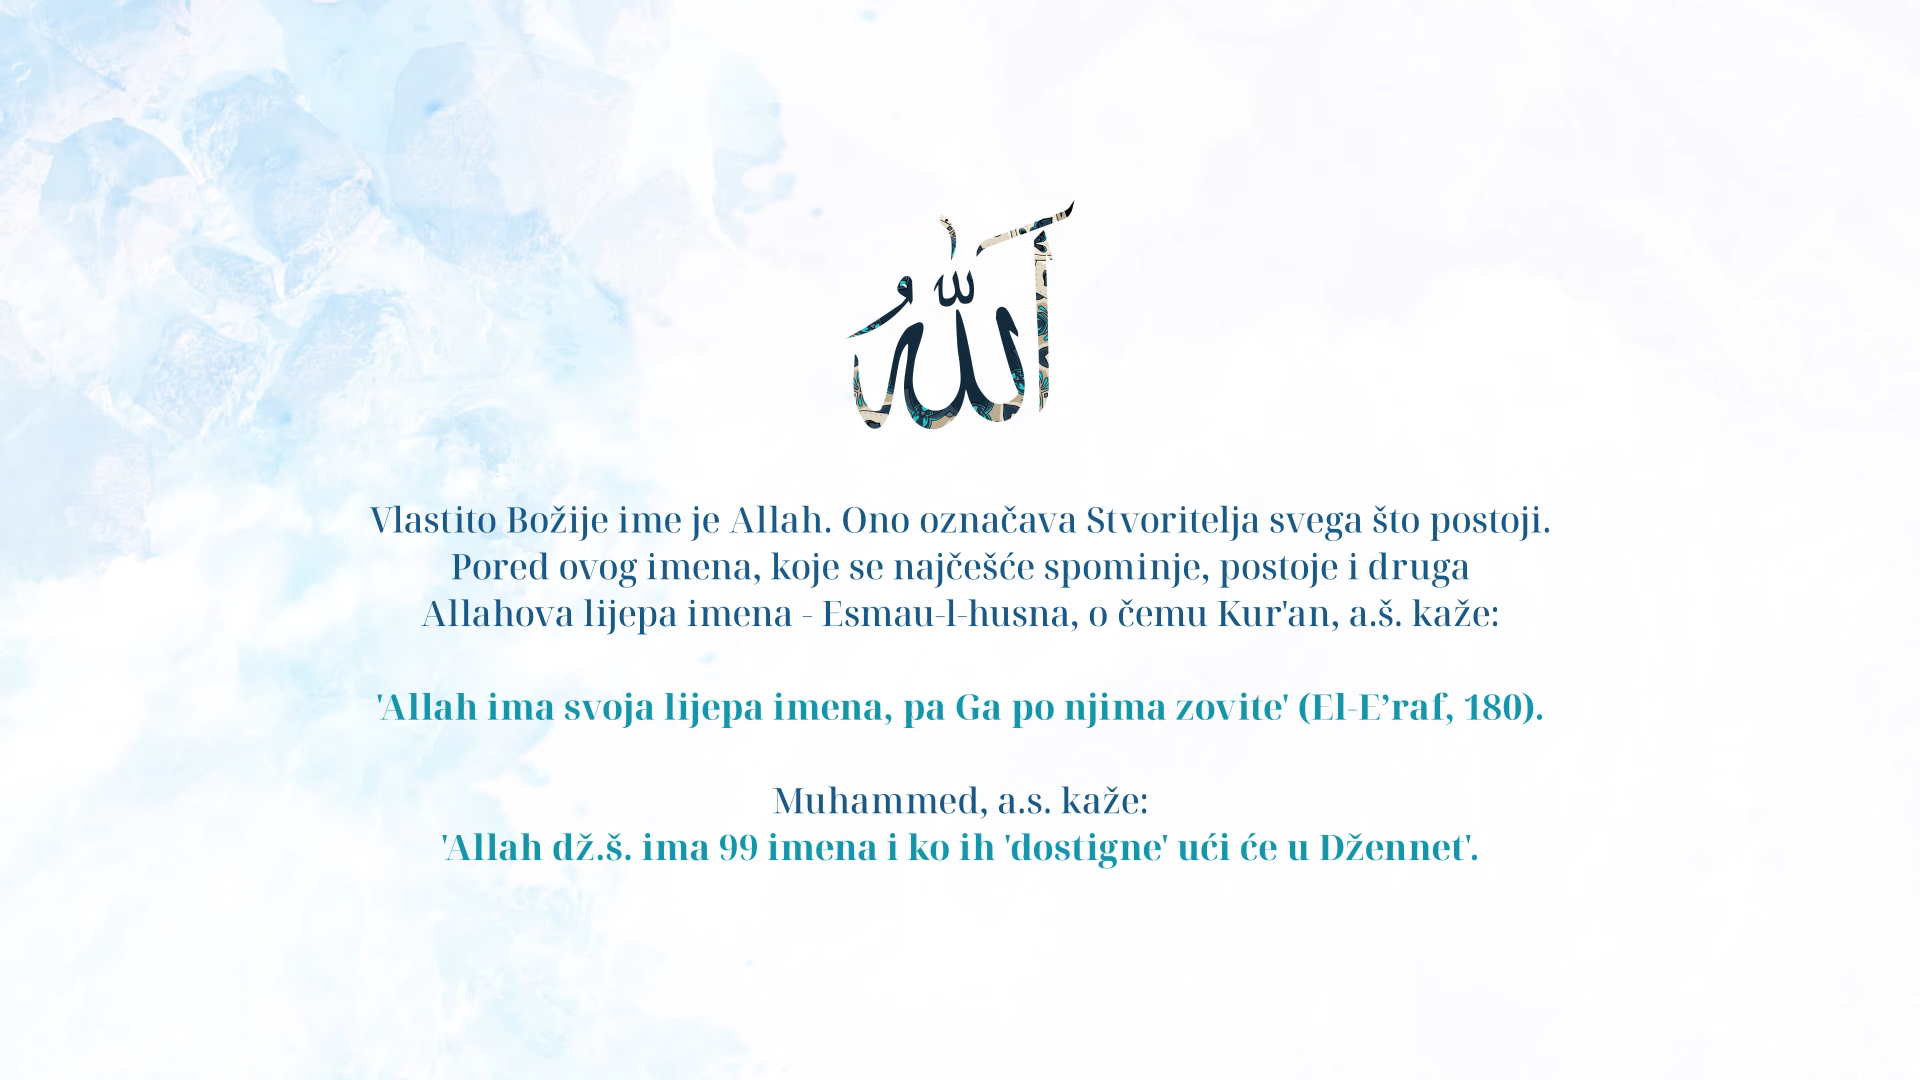 اَللّٰهُ
Vlastito Božije ime je Allah. Ono označava Stvoritelja svega što postoji.
Pored ovog imena, koje se najčešće spominje, postoje i druga
Allahova lijepa imena - Esmau-l-husna, o čemu Kur'an, a.š. kaže:
'Allah ima svoja lijepa imena, pa Ga po njima zovite' (El-E’raf, 180).
Muhammed, a.s. kaže:
'Allah dž.š. ima 99 imena i ko ih 'dostigne' ući će u Džennet'.